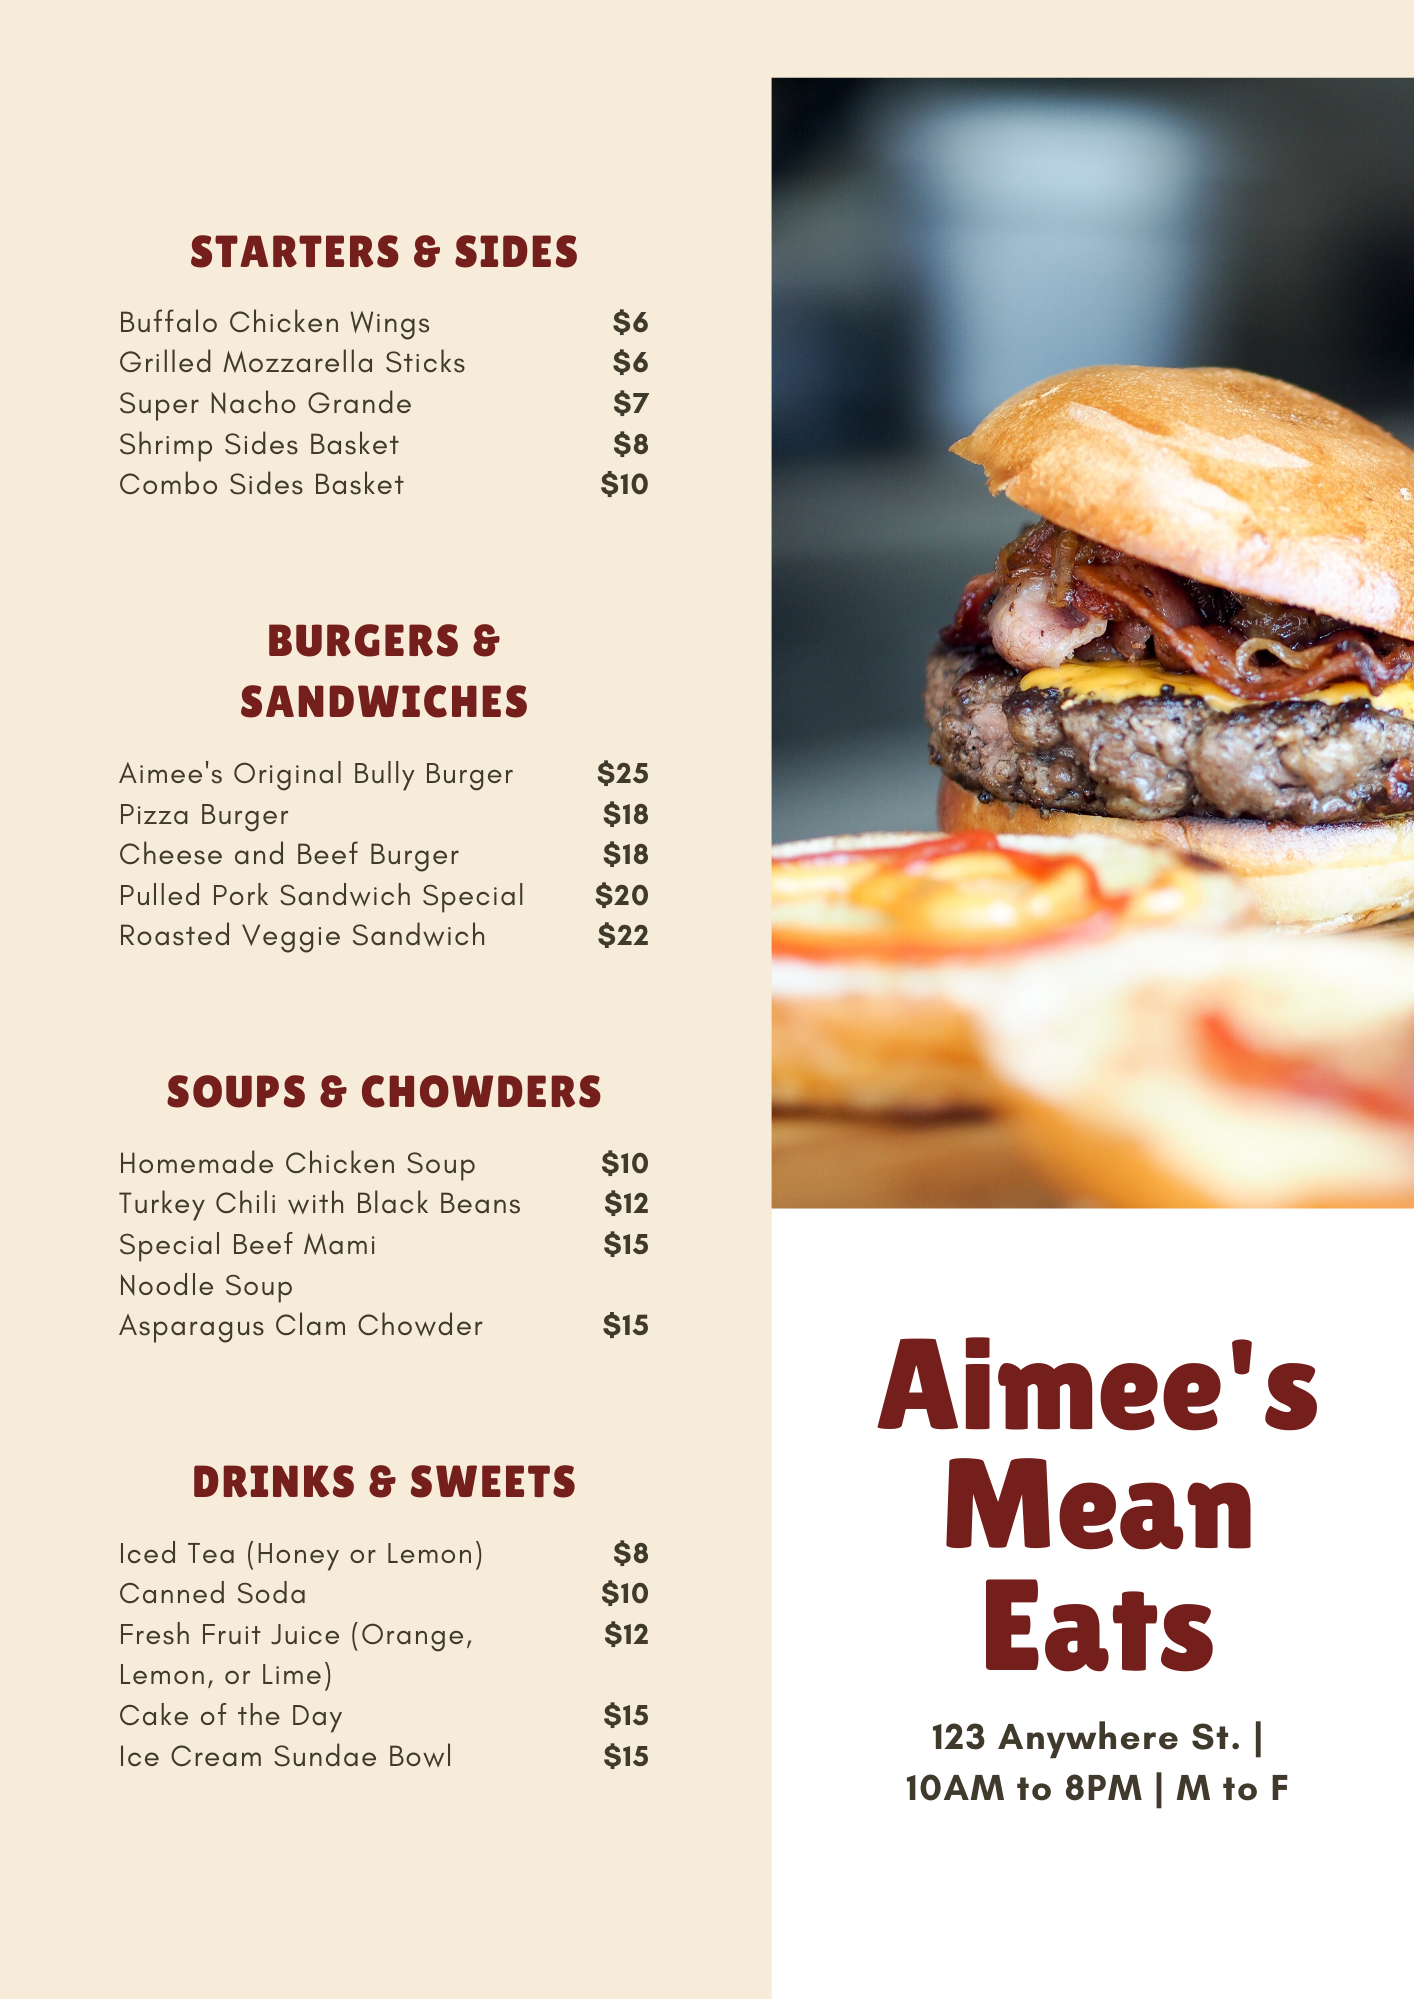 STARTERS & SIDES
Buffalo Chicken Wings $6
Grilled Mozzarella Sticks $6
Super Nacho Grande $7
Shrimp Sides Basket $8
Combo Sides Basket $10
BURGERS &
SANDWICHES
Aimee's Original Bully Burger $25
Pizza Burger $18
Cheese and Beef Burger $18
Pulled Pork Sandwich Special $20
Roasted Veggie Sandwich $22
SOUPS & CHOWDERS
Homemade Chicken Soup $10
Turkey Chili with Black Beans $12
Special Beef Mami $15
Noodle Soup
Asparagus Clam Chowder $15
DRINKS & SWEETS
Iced Tea (Honey or Lemon) $8
Canned Soda $10
Fresh Fruit Juice (Orange, $12
Lemon, or Lime)
Cake of the Day $15
Ice Cream Sundae Bowl $15
Aimee's
Mean
Eats
123 Anywhere St. |
10AM to 8PM | M to F